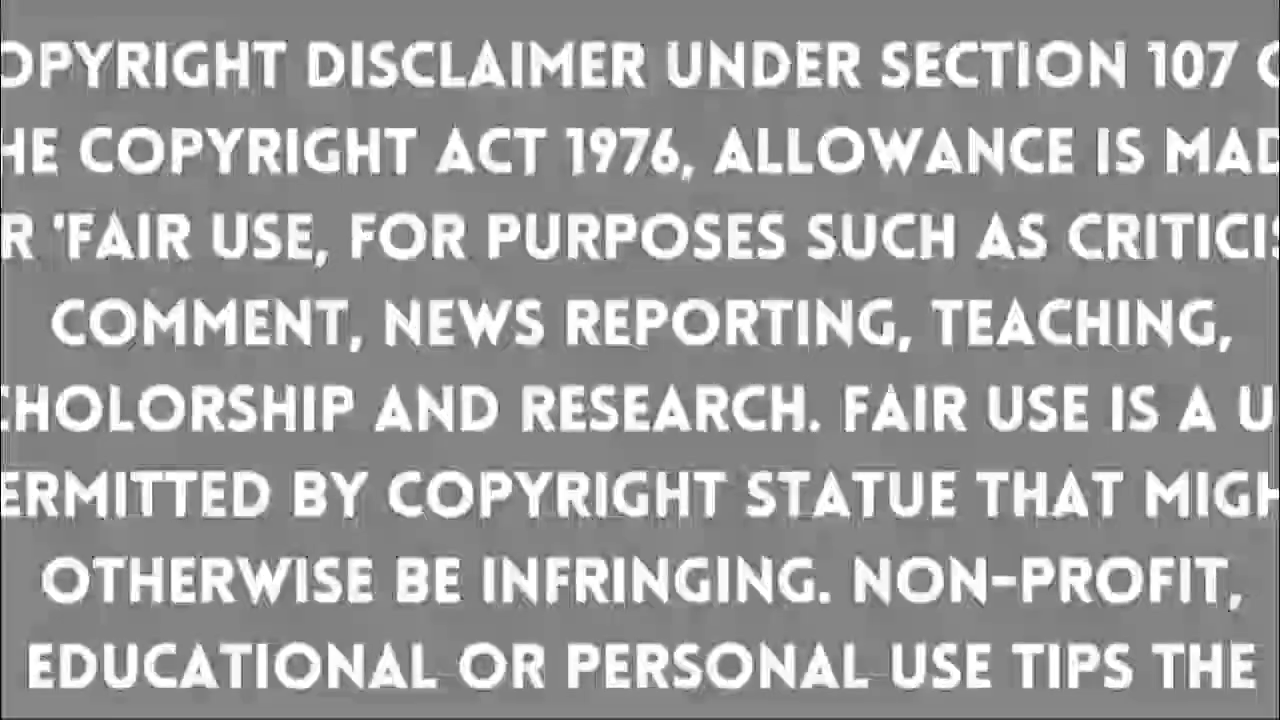 OPYRIGHT DISCLAIMER UNDER SECTION 107
HE COPYRIGHT ACT 1976, ALLOWANCE IS MAD
R 'FAIR USE, FOR PURPOSES SUCH AS CRITICIS
COMMENT, NEWS REPORTING, TEACHING,
CHOLORSHIP AND RESEARCH. FAIR USE IS A U
ERMITTED BY COPYRIGHT STATUE THAT MIGH
OTHERWISE BE INFRINGING. NON-PROFIT,
EDUCATIONAL OR PERSONAL USE TIPS THE